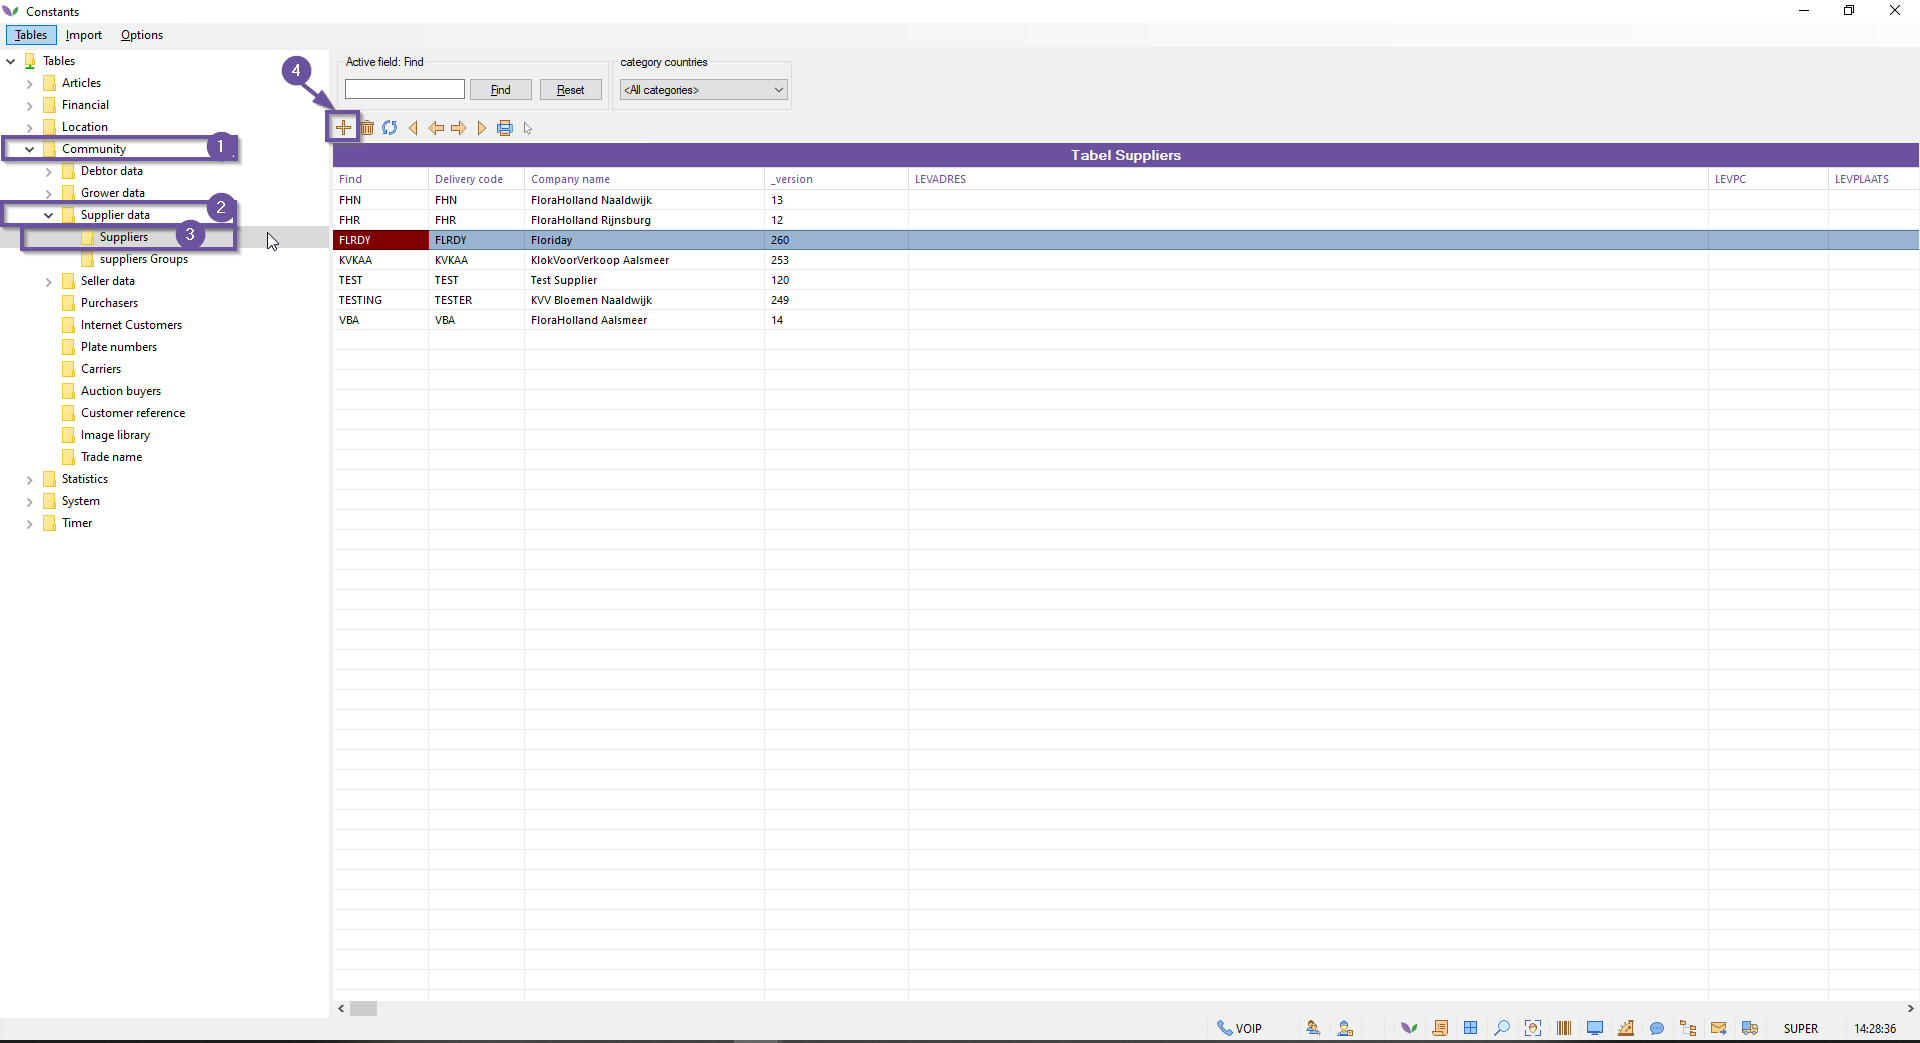 Constants
Tables Import Options
Tables
Articles
Financial
Location
Community 1
Debtor data
Grower data
Supplier data 2
Suppliers 3
suppliers Groups
Seller data
Purchasers
Internet Customers
Plate numbers
Carriers
Auction buyers
Customer reference
Image library
Trade name
Statistics
System
Timer
4
Active field: Find
Find Reset
category countries
<All categories>
Tabel Suppliers
Find Delivery code Company name _version LEVADRES LEVPC LEVPLAATS
FHN FHN FloraHolland Naaldwijk 13
FHR FHR FloraHolland Rijnsburg 12
FLRDY FLRDY Floriday 260
KVKAA KVKAA KlokVoorVerkoop Aalsmeer 253
TEST TEST Test Supplier 120
TESTING TESTER KVV Bloemen Naaldwijk 249
VBA VBA FloraHolland Aalsmeer 14
VOIP SUPER 14:28:36